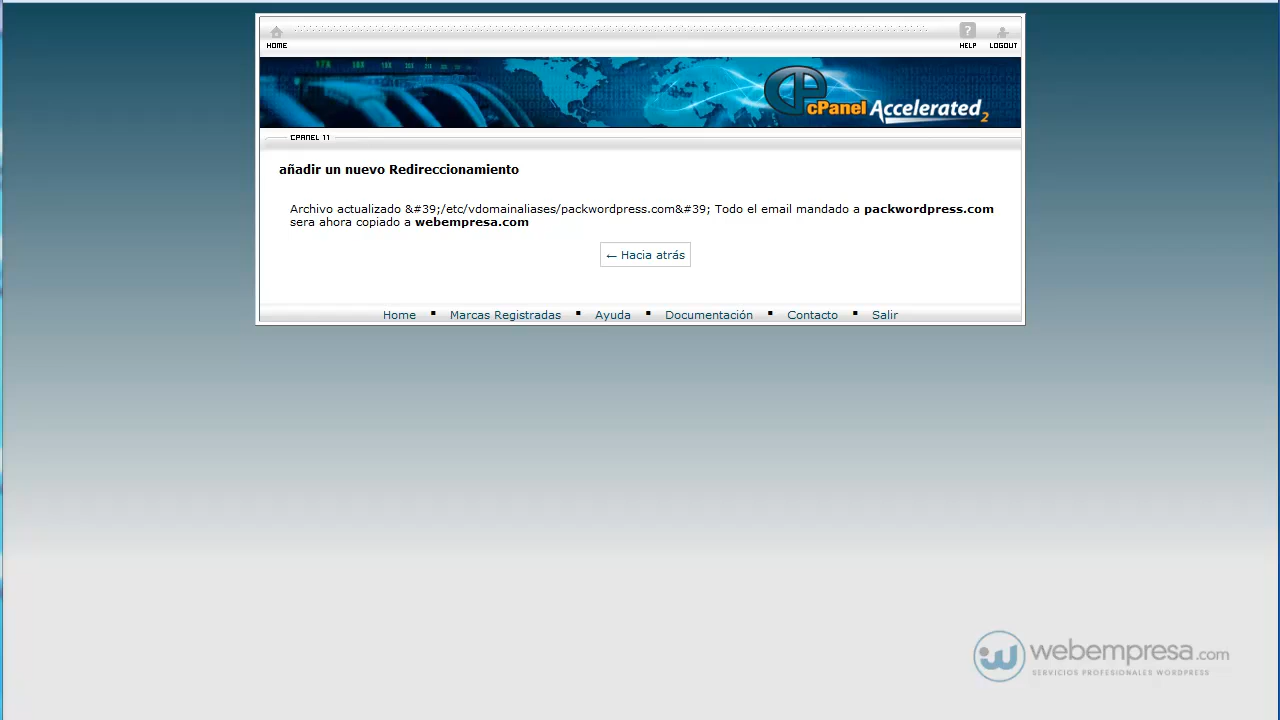 HOME
HELP
LOGOUT
cPanel Accelerated2
CPANEL 11
añadir un nuevo Redireccionamiento
Archivo actualizado &#39;/etc/vdomainaliases/packwordpress.com&#39; Todo el email mandado a packwordpress.com
sera ahora copiado a webempresa.com
← Hacia atrás
Home ▪ Marcas Registradas ▪ Ayuda ▪ Documentación ▪ Contacto ▪ Salir
webempresa.com
SERVICIOS PROFESIONALES WORDPRESS